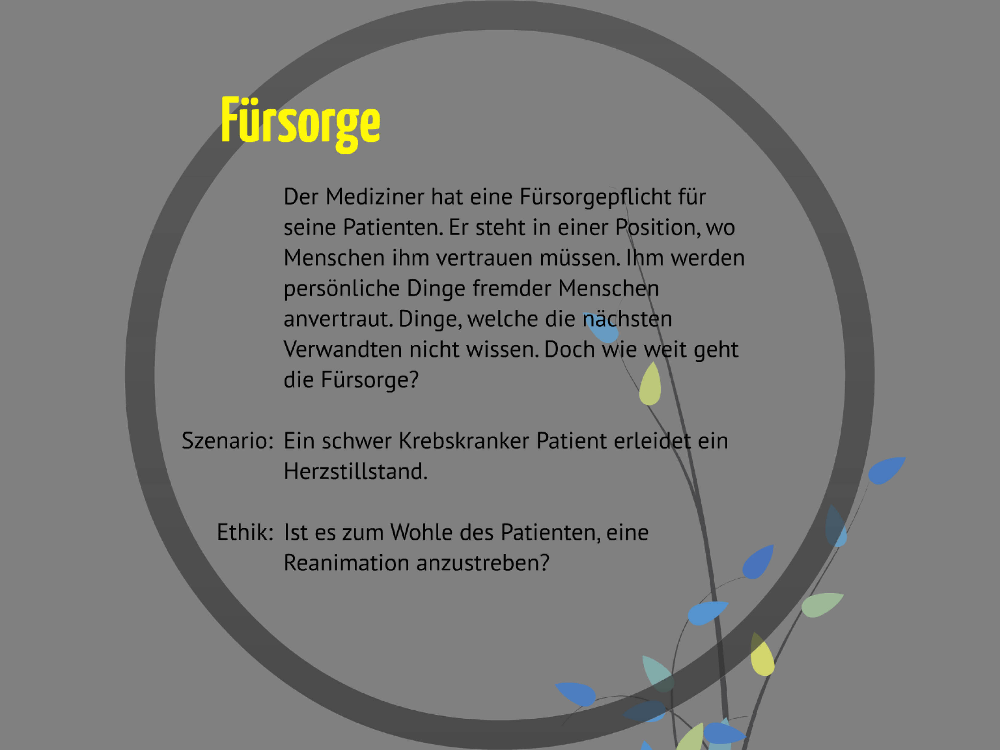 Fürsorge
Der Mediziner hat eine Fürsorgepflicht für
seine Patienten. Er steht in einer Position, wo
Menschen ihm vertrauen müssen. Ihm werden
persönliche Dinge fremder Menschen
anvertraut. Dinge, welche die nächsten
Verwandten nicht wissen. Doch wie weit geht
die Fürsorge?
Szenario: Ein schwer Krebskranker Patient erleidet ein
Herzstillstand.
Ethik: Ist es zum Wohle des Patienten, eine
Reanimation anzustreben?